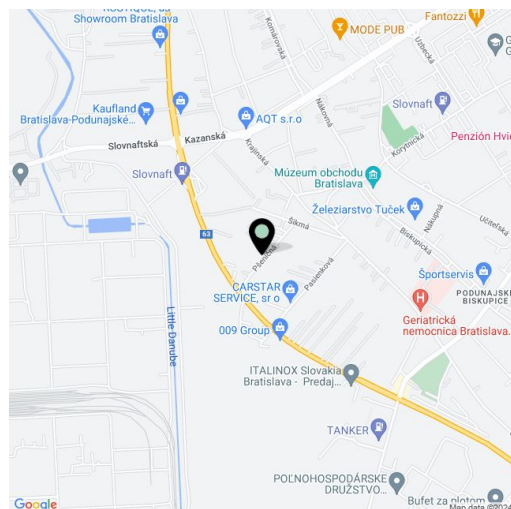 Showroom Bratislava
MODE PUB
Fantozzi
Komárovská
Uzbecká
Kaufland
Bratislava-Podunajské...
AQT s.r.o
Slovnaft
Nákovná
Kazanská
Slovnaftská
Krajinská
Korytnická
Penzión Hvie
Slovnaft
Múzeum obchodu
Bratislava
Železiarstvo Tuček
Nákupná
Učiteľská
Šikmá
Biskupická
63
Pšeničná
Pasienková
Športservis
CARSTAR
SERVICE, sr o
PODUNAJSKÉ
BISKUPICE
Little Danube
009 Group
Geriatrická
nemocnica Bratislava...
ITALINOX Slovakia
Bratislava - Predaj...
TANKER
POĽNOHOSPODÁRSKE
DRUŽSTVO...
Bufet za plotom
Google
Map data ©2024